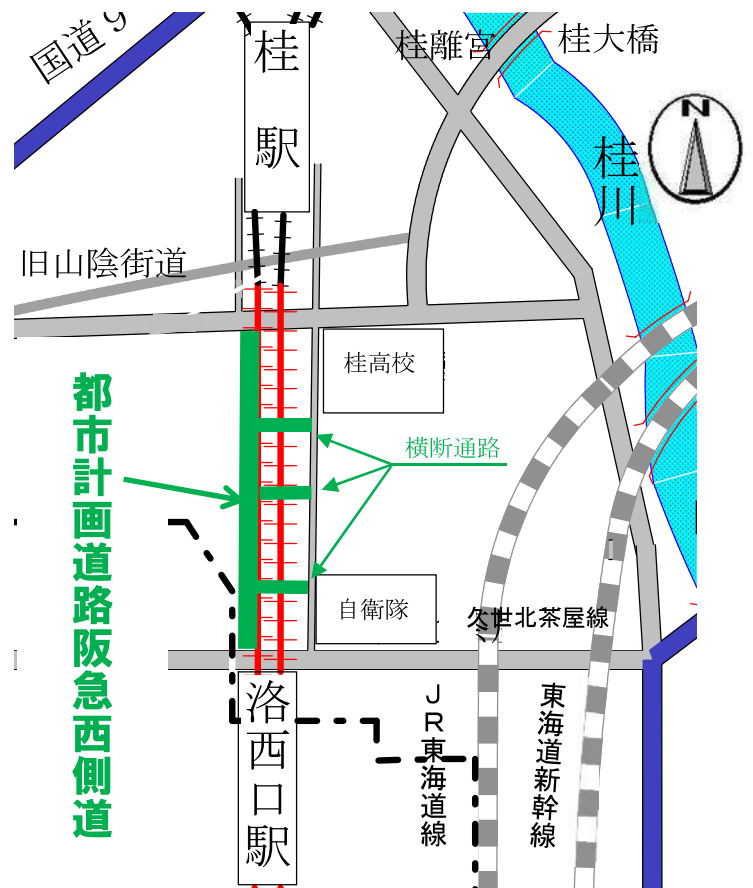 国道9
桂駅
桂離宮
桂大橋
N
桂川
旧山陰街道
桂高校
横断通路
都市計画道路阪急西側道
自衛隊
久世北茶屋線
洛西口駅
JR東海道線
東海道新幹線